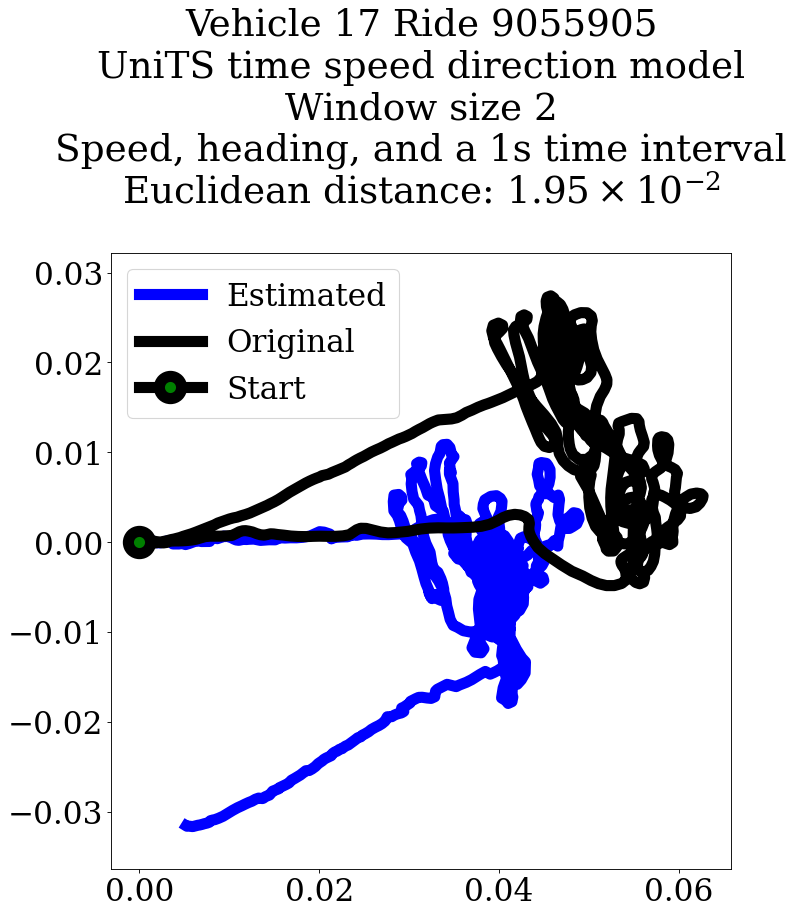 Vehicle 17 Ride 9055905
UniTS time speed direction model
Window size 2
Speed, heading, and a 1s time interval
Euclidean distance: 1.95 × 10⁻²
Estimated
Original
Start
0.03
0.02
0.01
0.00
−0.01
−0.02
−0.03
0.00 0.02 0.04 0.06